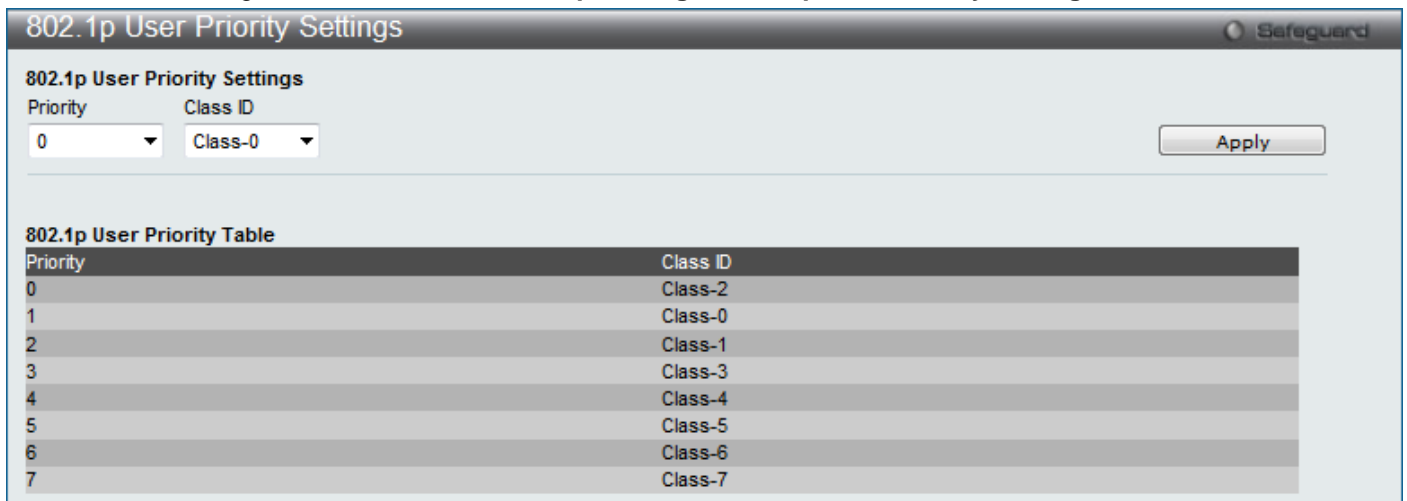 802.1p User Priority Settings
Safeguard
802.1p User Priority Settings
Priority Class ID
0 Class-0 Apply
802.1p User Priority Table
Priority Class ID
0 Class-2
1 Class-0
2 Class-1
3 Class-3
4 Class-4
5 Class-5
6 Class-6
7 Class-7